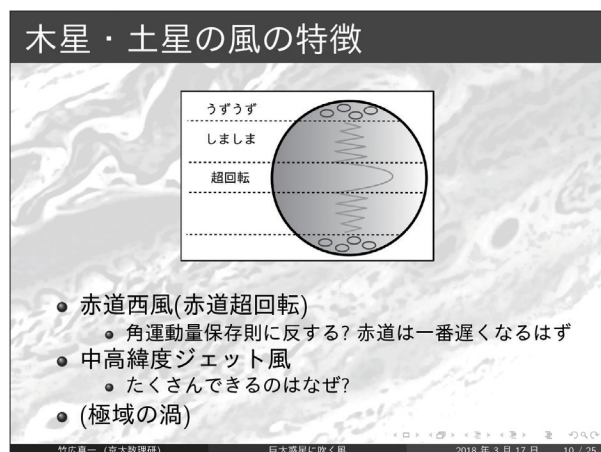 木星・土星の風の特徴
うずうず
しましま
超回転
赤道西風(赤道超回転)
角運動量保存則に反する? 赤道は一番遅くなるはず
中高緯度ジェット風
たくさんできるのはなぜ?
(極域の渦)
竹広真一 (京大数理研) 巨大惑星に吹く風 2018 年 3 月 17 日 10 / 25